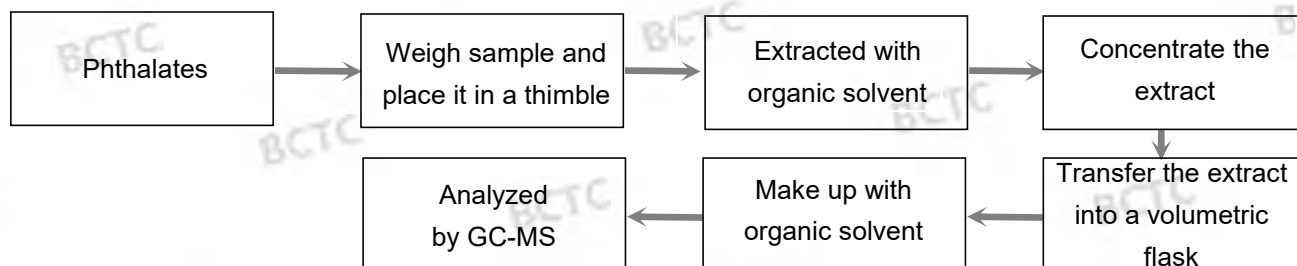 Phthalates
Weigh sample and
place it in a thimble
Extracted with
organic solvent
Concentrate the
extract
Transfer the extract
into a volumetric
flask
Make up with
organic solvent
Analyzed
by GC-MS
BCTC
BCTC
BCTC
BCTC
BCTC
BCTC